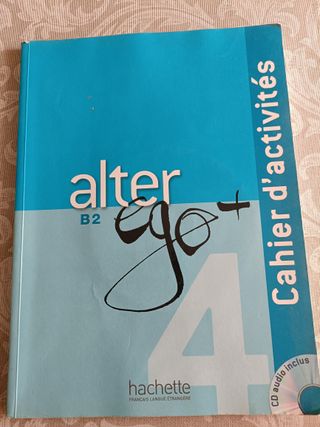 alter
ego+
B2
4
Cahier d'activités
CD audio inclus
hachette
FRANÇAIS LANGUE ÉTRANGÈRE